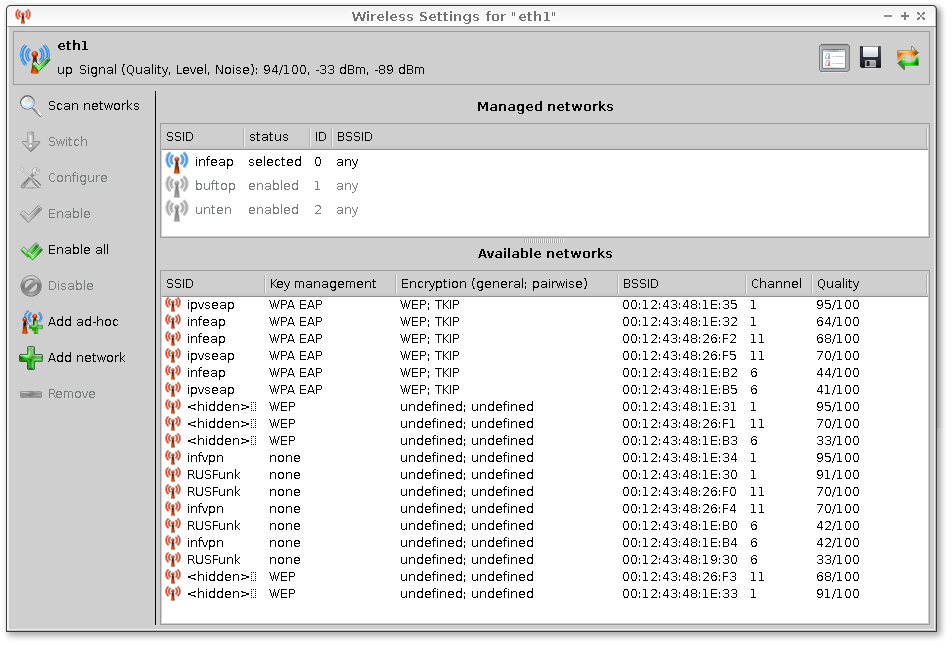 Wireless Settings for "eth1"
eth1
up Signal (Quality, Level, Noise): 94/100, -33 dBm, -89 dBm
Scan networks
Switch
Configure
Enable
Enable all
Disable
Add ad-hoc
Add network
Remove
Managed networks
SSID status ID BSSID
infeap selected 0 any
buftop enabled 1 any
unten enabled 2 any
Available networks
SSID Key management Encryption (general; pairwise) BSSID Channel Quality
ipvseap WPA EAP WEP; TKIP 00:12:43:48:1E:35 1 95/100
infeap WPA EAP WEP; TKIP 00:12:43:48:1E:32 1 64/100
infeap WPA EAP WEP; TKIP 00:12:43:48:26:F2 11 68/100
ipvseap WPA EAP WEP; TKIP 00:12:43:48:26:F5 11 70/100
infeap WPA EAP WEP; TKIP 00:12:43:48:1E:B2 6 44/100
ipvseap WPA EAP WEP; TKIP 00:12:43:48:1E:B5 6 41/100
<hidden> WEP undefined; undefined 00:12:43:48:1E:31 1 95/100
<hidden> WEP undefined; undefined 00:12:43:48:26:F1 11 70/100
<hidden> WEP undefined; undefined 00:12:43:48:1E:B3 6 33/100
infvpn none undefined; undefined 00:12:43:48:1E:34 1 95/100
RUSFunk none undefined; undefined 00:12:43:48:1E:30 1 91/100
RUSFunk none undefined; undefined 00:12:43:48:26:F0 11 70/100
infvpn none undefined; undefined 00:12:43:48:26:F4 11 70/100
RUSFunk none undefined; undefined 00:12:43:48:1E:B0 6 42/100
infvpn none undefined; undefined 00:12:43:48:1E:B4 6 42/100
RUSFunk none undefined; undefined 00:12:43:48:19:30 6 33/100
<hidden> WEP undefined; undefined 00:12:43:48:26:F3 11 68/100
<hidden> WEP undefined; undefined 00:12:43:48:1E:33 1 91/100